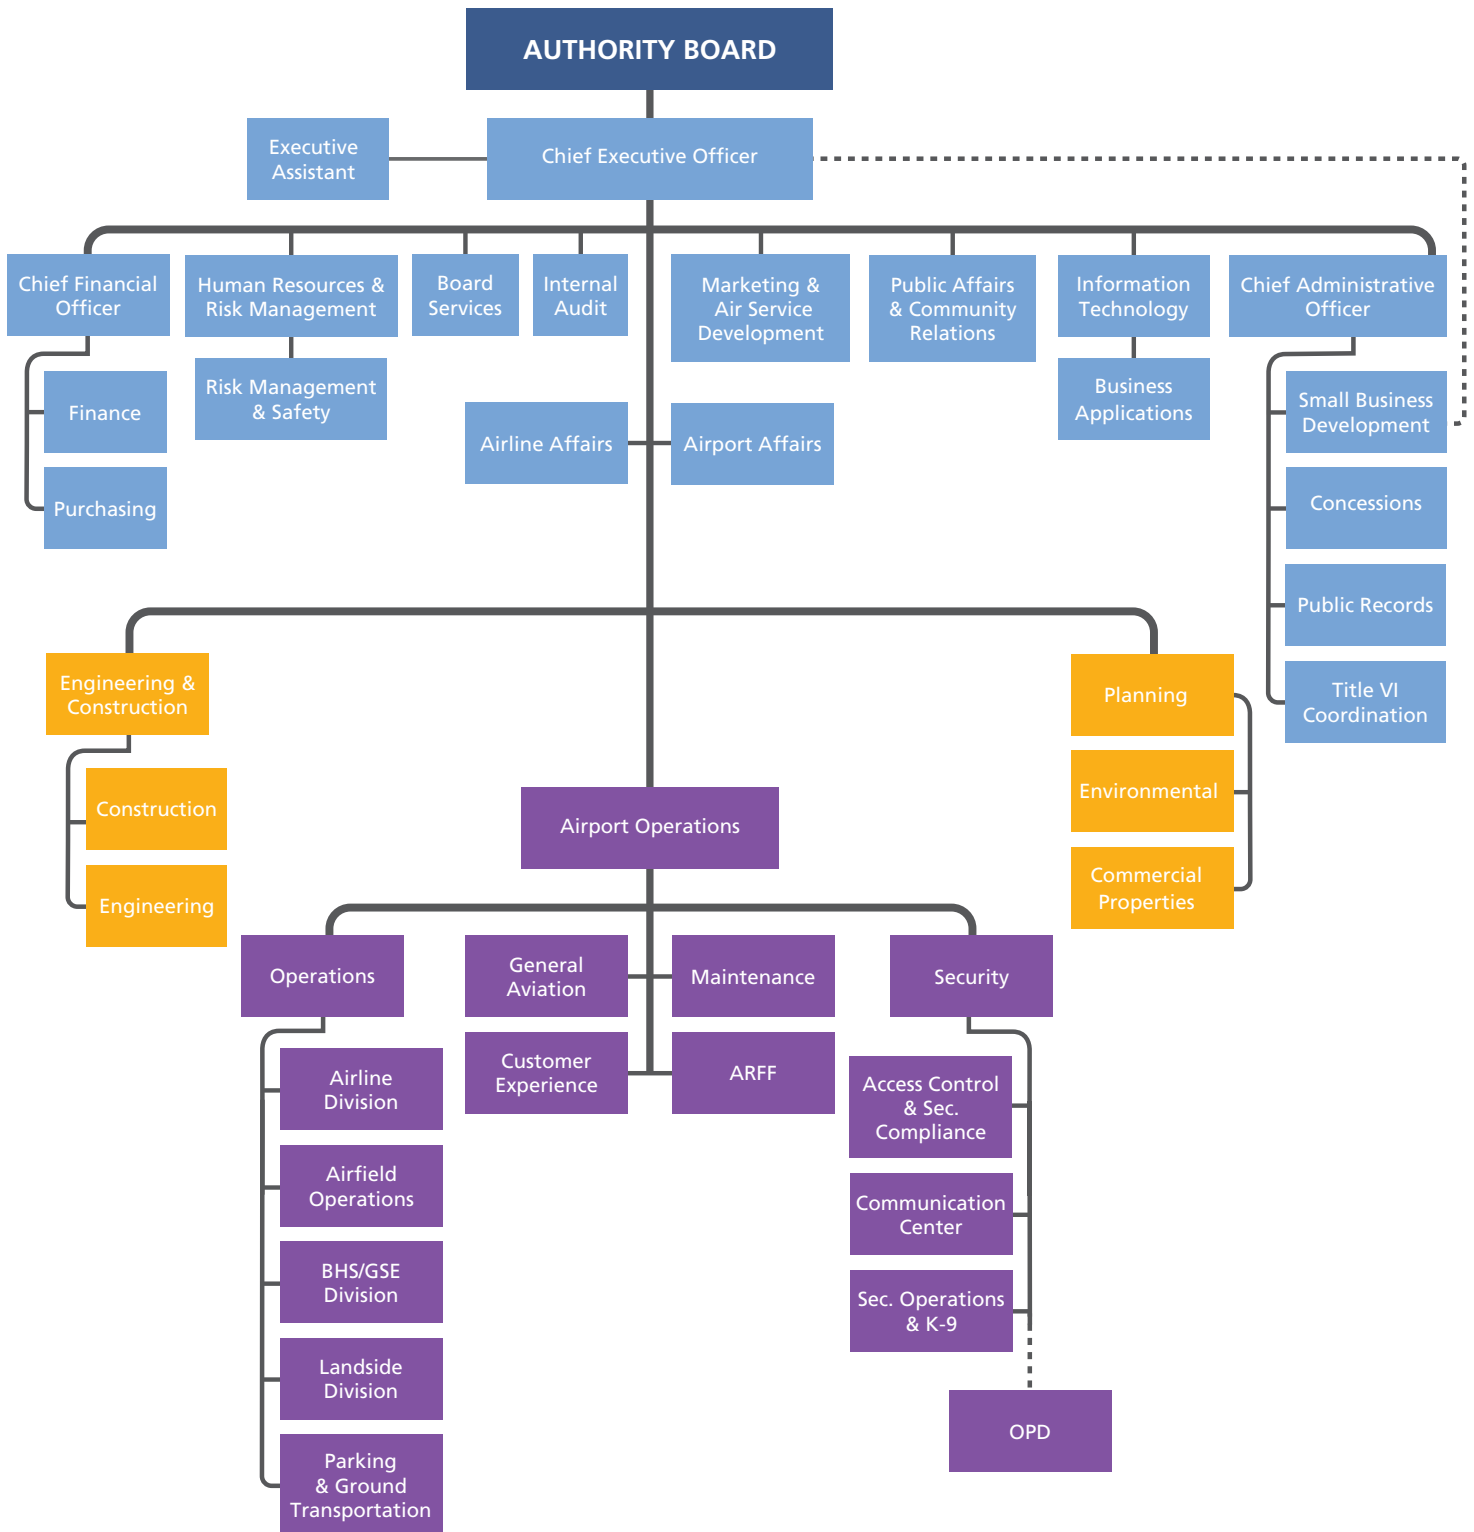 AUTHORITY BOARD
Executive
Assistant
Chief Executive Officer
Chief Financial
Officer
Human Resources &
Risk Management
Board
Services
Internal
Audit
Marketing &
Air Service
Development
Public Affairs
& Community
Relations
Information
Technology
Chief Administrative
Officer
Finance
Purchasing
Risk Management
& Safety
Airline Affairs
Airport Affairs
Business
Applications
Small Business
Development
Concessions
Public Records
Title VI
Coordination
Engineering &
Construction
Construction
Engineering
Planning
Environmental
Commercial
Properties
Airport Operations
Operations
General
Aviation
Maintenance
Security
Customer
Experience
ARFF
Airline
Division
Airfield
Operations
BHS/GSE
Division
Landside
Division
Parking
& Ground
Transportation
Access Control
& Sec.
Compliance
Communication
Center
Sec. Operations
& K-9
OPD